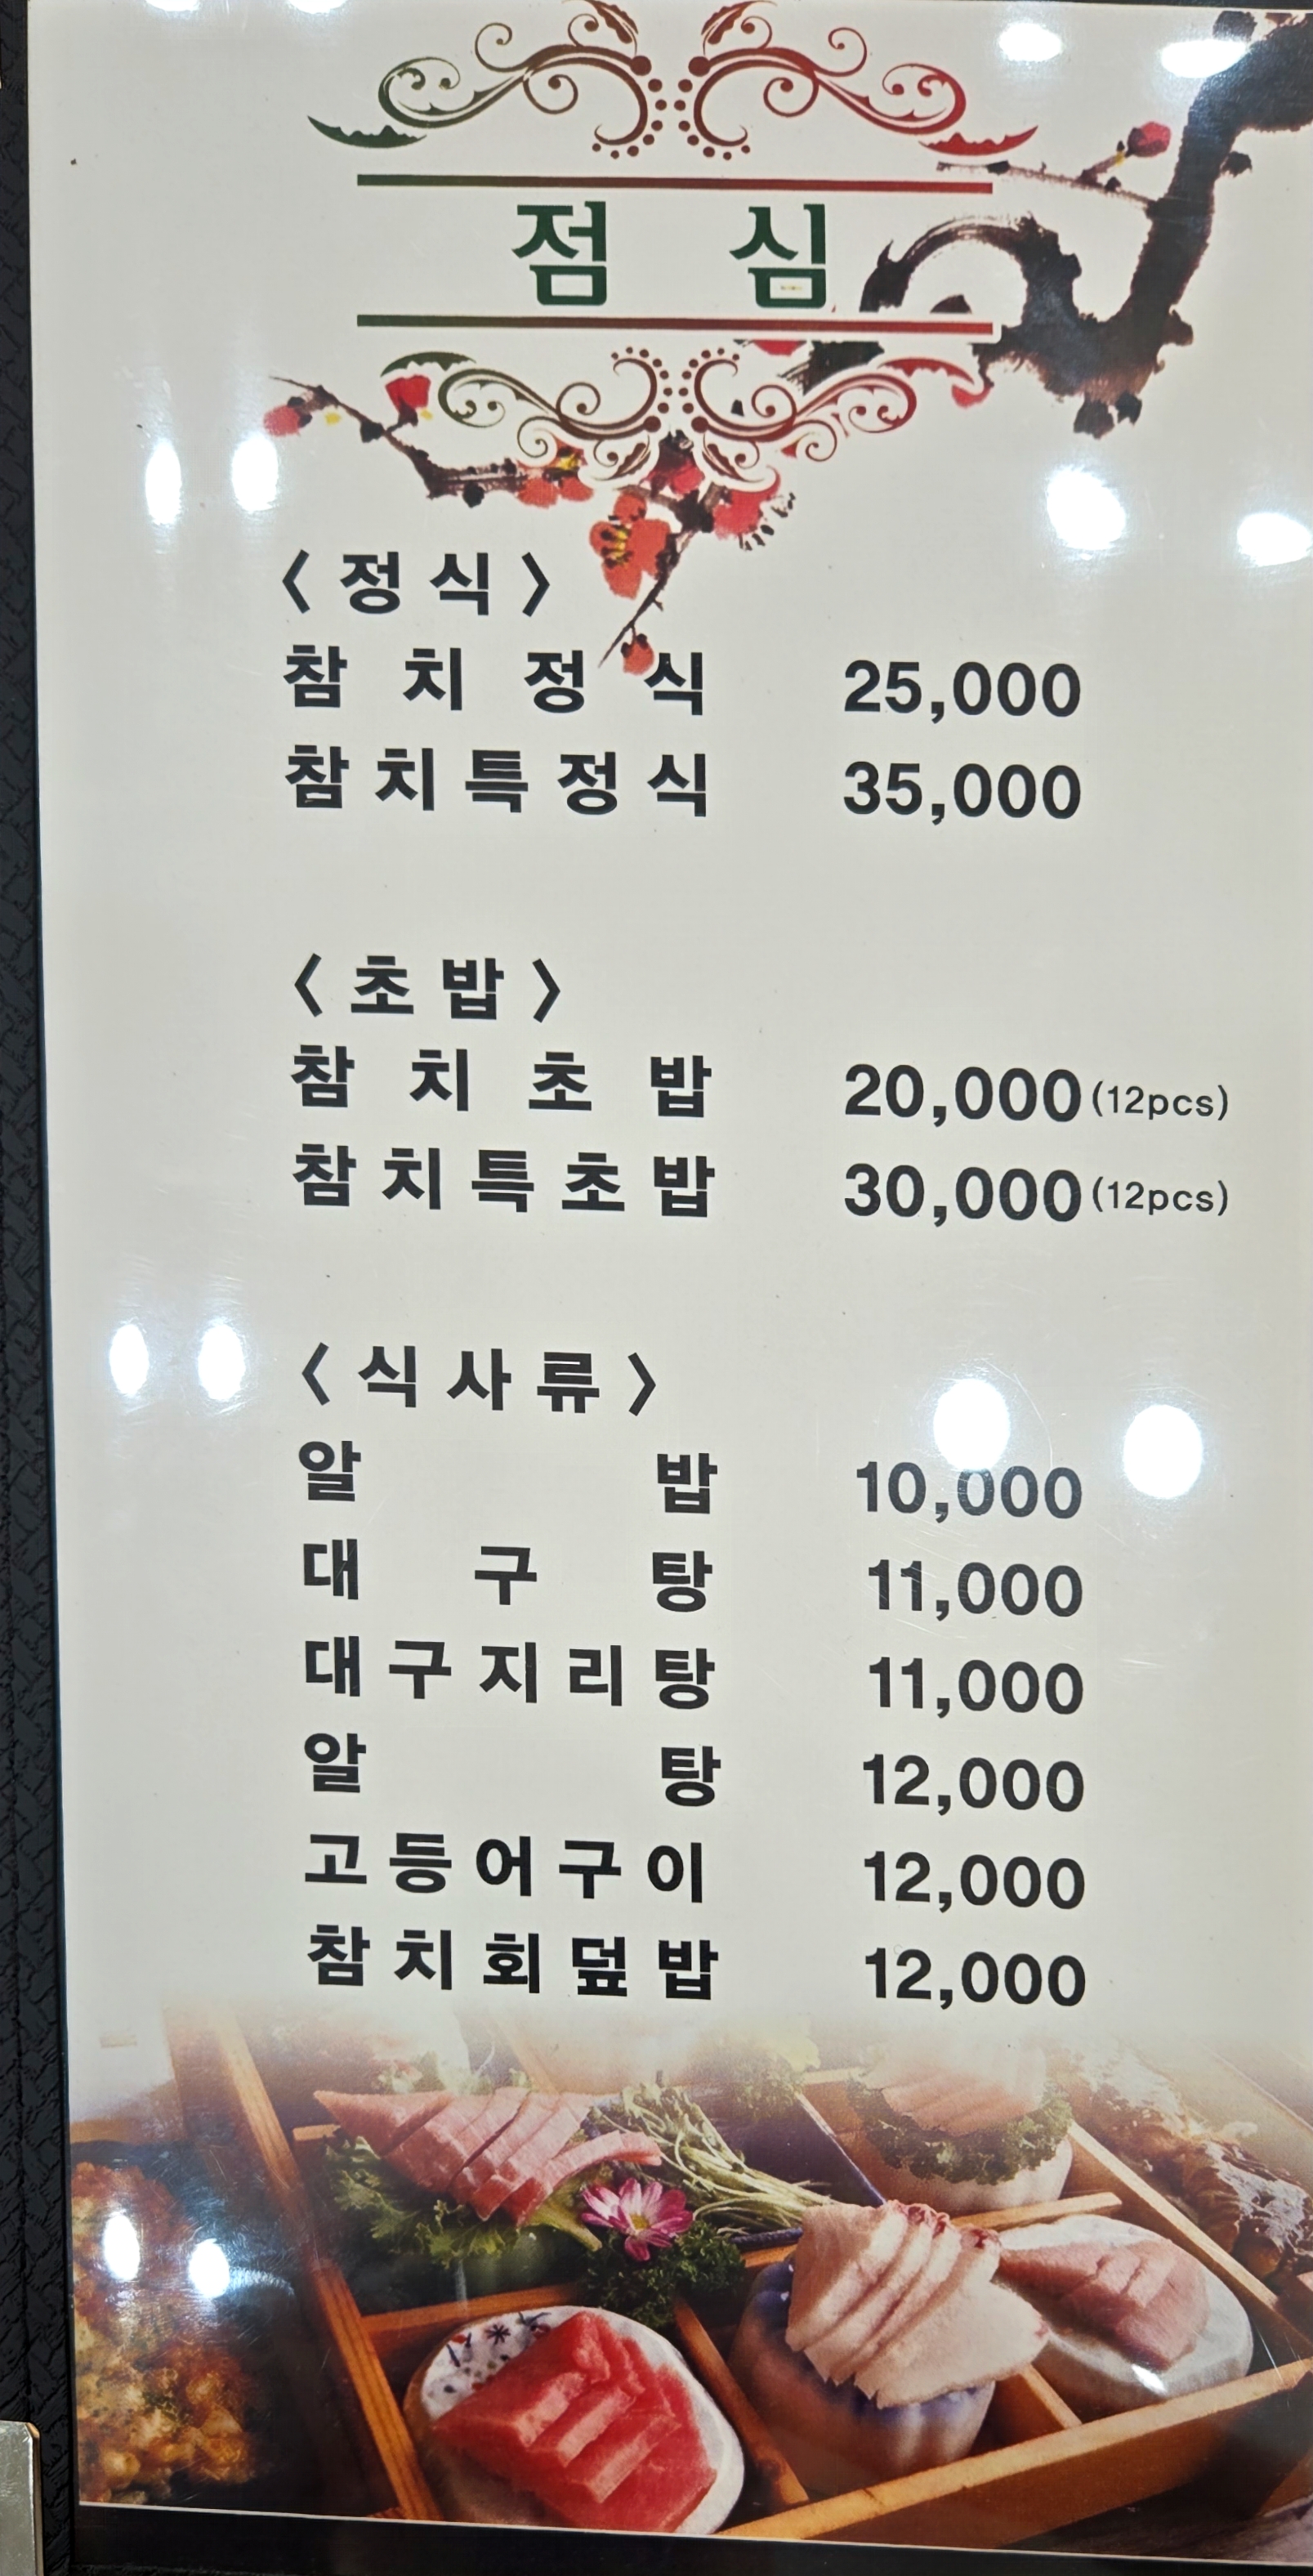 점 심
〈정식〉
참치정식 25,000
참치특정식 35,000
〈초밥〉
참치초밥 20,000(12pcs)
참치특초밥 30,000(12pcs)
〈식사류〉
알밥 10,000
대구탕 11,000
대구지리탕 11,000
알탕 12,000
고등어구이 12,000
참치회덮밥 12,000